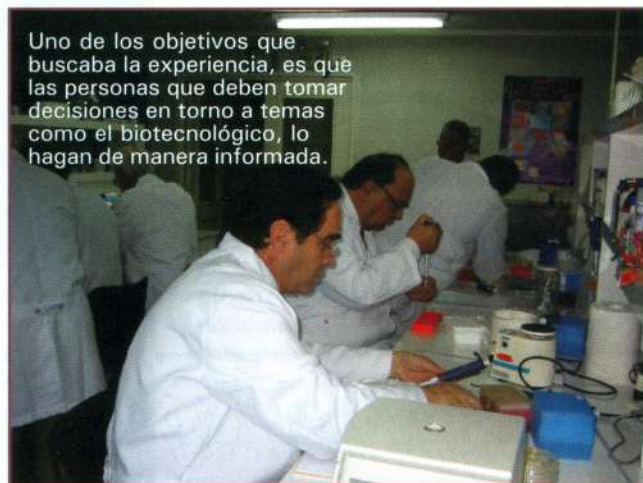 Uno de los objetivos que
buscaba la experiencia, es que
las personas que deben tomar
decisiones en torno a temas
como el biotecnológico, lo
hagan de manera informada.